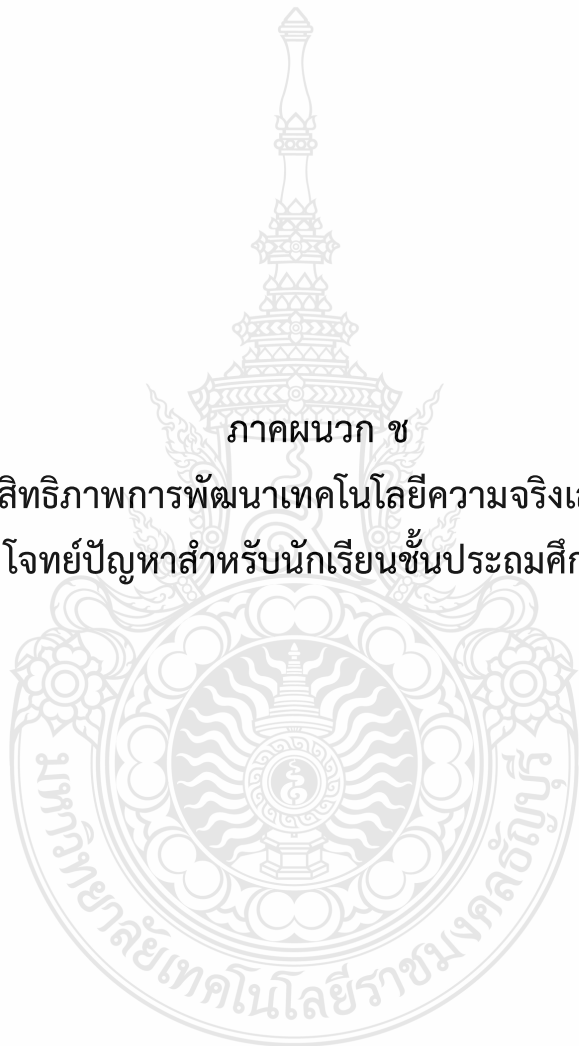 ภาคผนวก ช
สิทธิภาพการพัฒนาเทคโนโลยีความจริงเ
โจทย์ปัญหาสำหรับนักเรียนชั้นประถมศึก
มหาวิทยาลัยเทคโนโลยีราชมงคลธัญบุรี